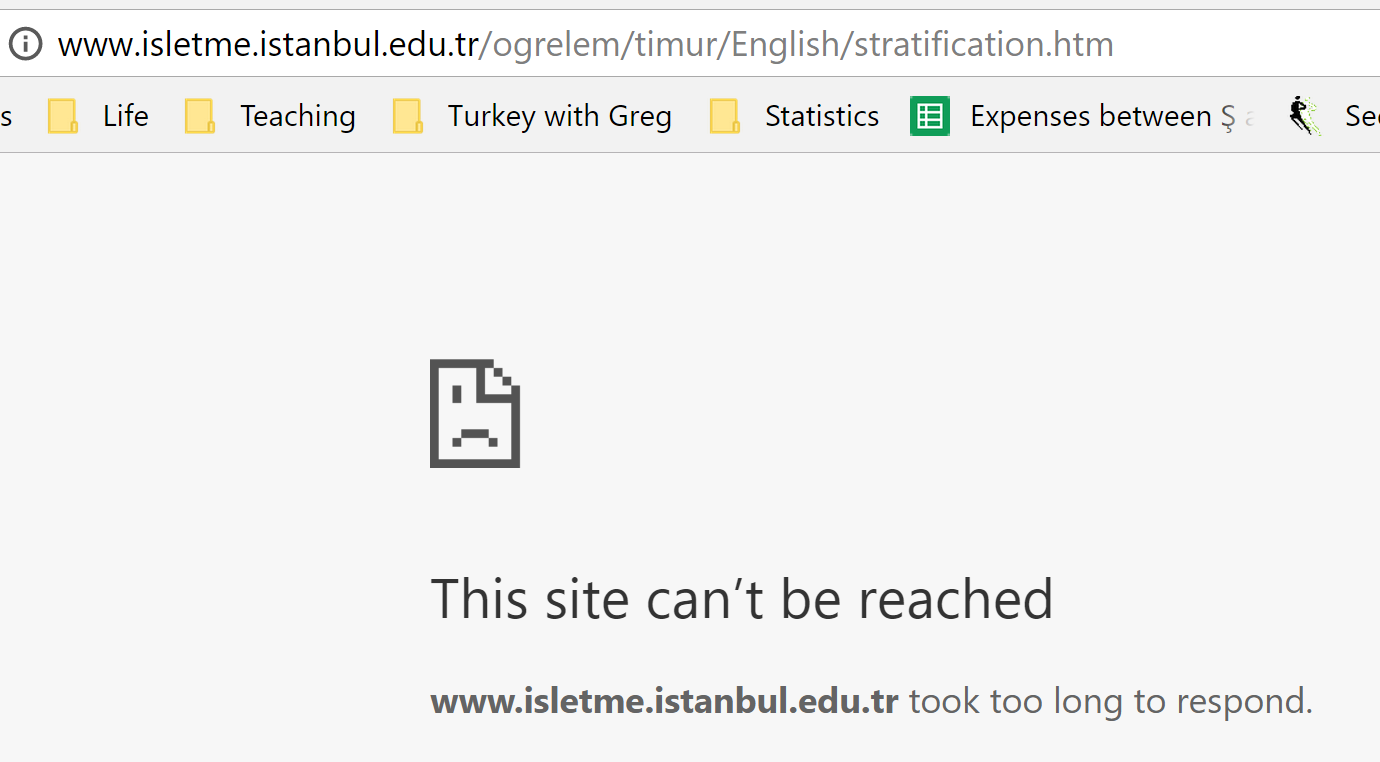 www.isletme.istanbul.edu.tr/ogrelem/timur/English/stratification.htm
s Life Teaching Turkey with Greg Statistics Expenses between Ş a Sec
This site can’t be reached
www.isletme.istanbul.edu.tr took too long to respond.